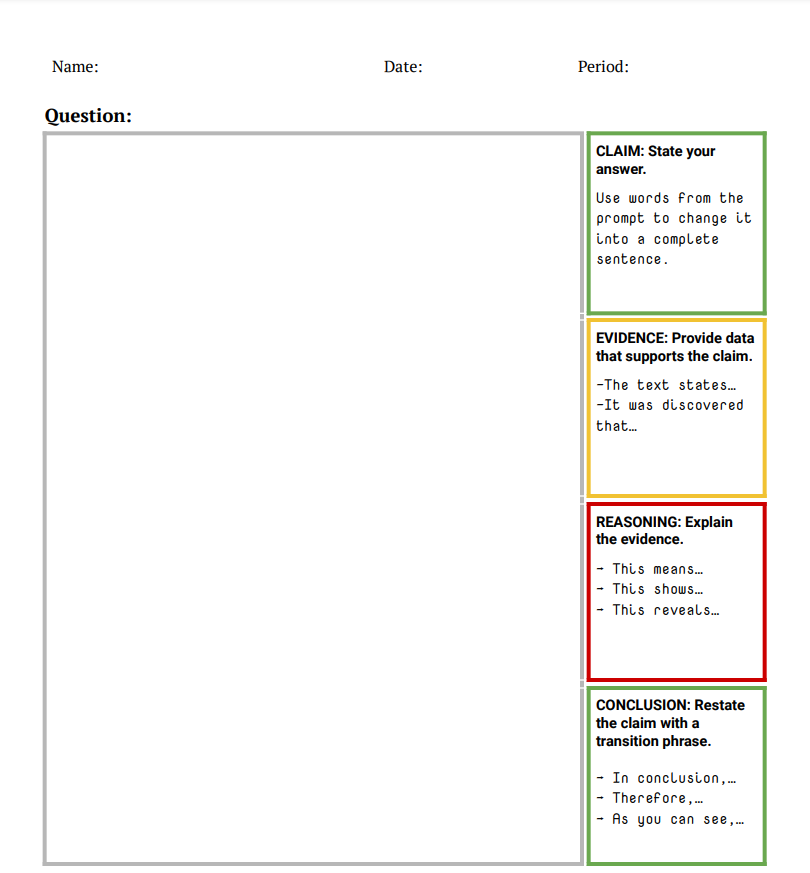 Name: Date: Period:
Question:
CLAIM: State your
answer.
Use words from the
prompt to change it
into a complete
sentence.
EVIDENCE: Provide data
that supports the claim.
-The text states…
-It was discovered
that…
REASONING: Explain
the evidence.
→ This means…
→ This shows…
→ This reveals…
CONCLUSION: Restate
the claim with a
transition phrase.
→ In conclusion,…
→ Therefore,…
→ As you can see,…